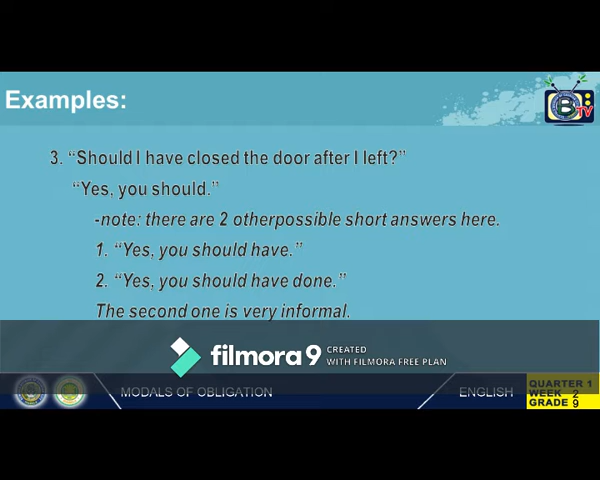 Examples:
B
TV
3. “Should I have closed the door after I left?”
“Yes, you should.”
-note: there are 2 otherpossible short answers here.
1. “Yes, you should have.”
2. “Yes, you should have done.”
The second one is very informal.
filmora9 CREATED
WITH FILMORA FREE PLAN
MODALS OF OBLIGATION
ENGLISH
QUARTER 1
WEEK 2
GRADE 9